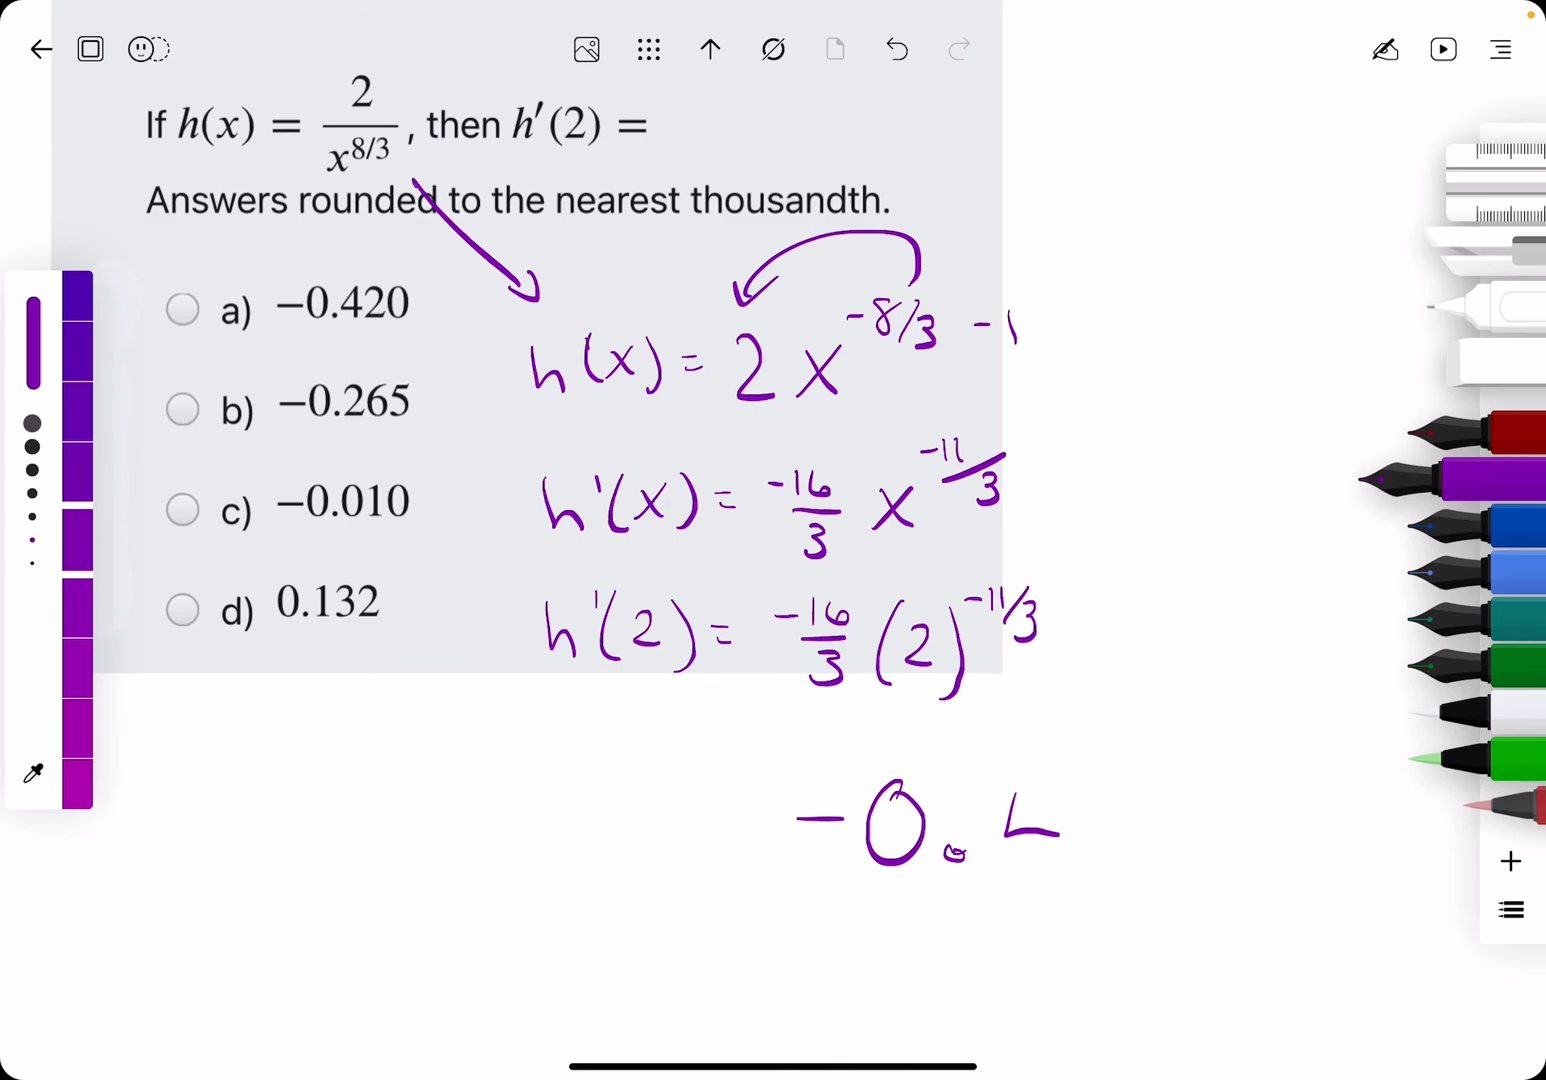 If h(x) = 2/x^{8/3}, then h′(2) =
Answers rounded to the nearest thousandth.
a) −0.420
b) −0.265
c) −0.010
d) 0.132
h(x) = 2x^{-8/3 - 1}
h'(x) = -16/3 x^{-11/3}
h'(2) = -16/3 (2)^{-11/3}
-0.